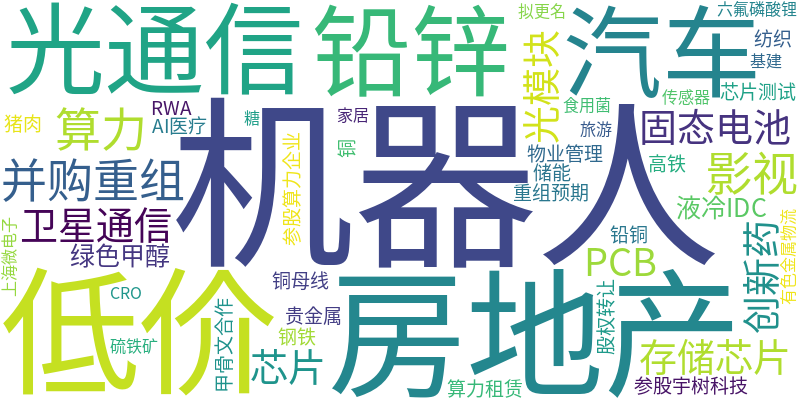 光通信
铅锌
光模块
拟更名
汽车
六氟磷酸锂
纺织
基建
芯片测试
传感器
食用菌
旅游
固态电池
猪肉
算力
RWA
AI医疗
糖
家居
铜
参股算力企业
机器人
物业管理
储能
重组预期
高铁
影视
并购重组
卫星通信
绿色甲醇
上海微电子
液冷IDC
铅铜
PCB
创新药
有色金属物流
低价
房地产
铜母线
贵金属
钢铁
CRO
硫铁矿
甲骨文合作
芯片
算力租赁
股权转让
存储芯片
参股宇树科技